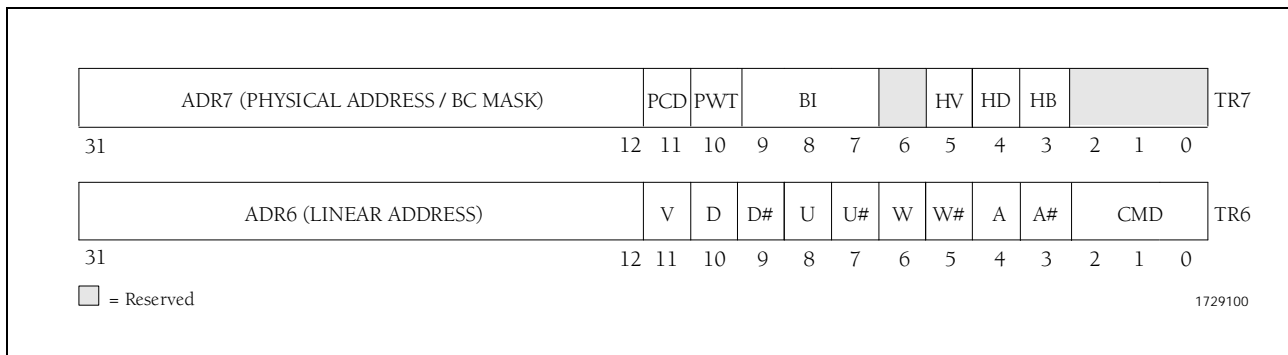 ADR7 (PHYSICAL ADDRESS / BC MASK) PCD PWT BI HV HD HB TR7
31 12 11 10 9 8 7 6 5 4 3 2 1 0
ADR6 (LINEAR ADDRESS) V D D# U U# W W# A A# CMD TR6
31 12 11 10 9 8 7 6 5 4 3 2 1 0
= Reserved
1729100